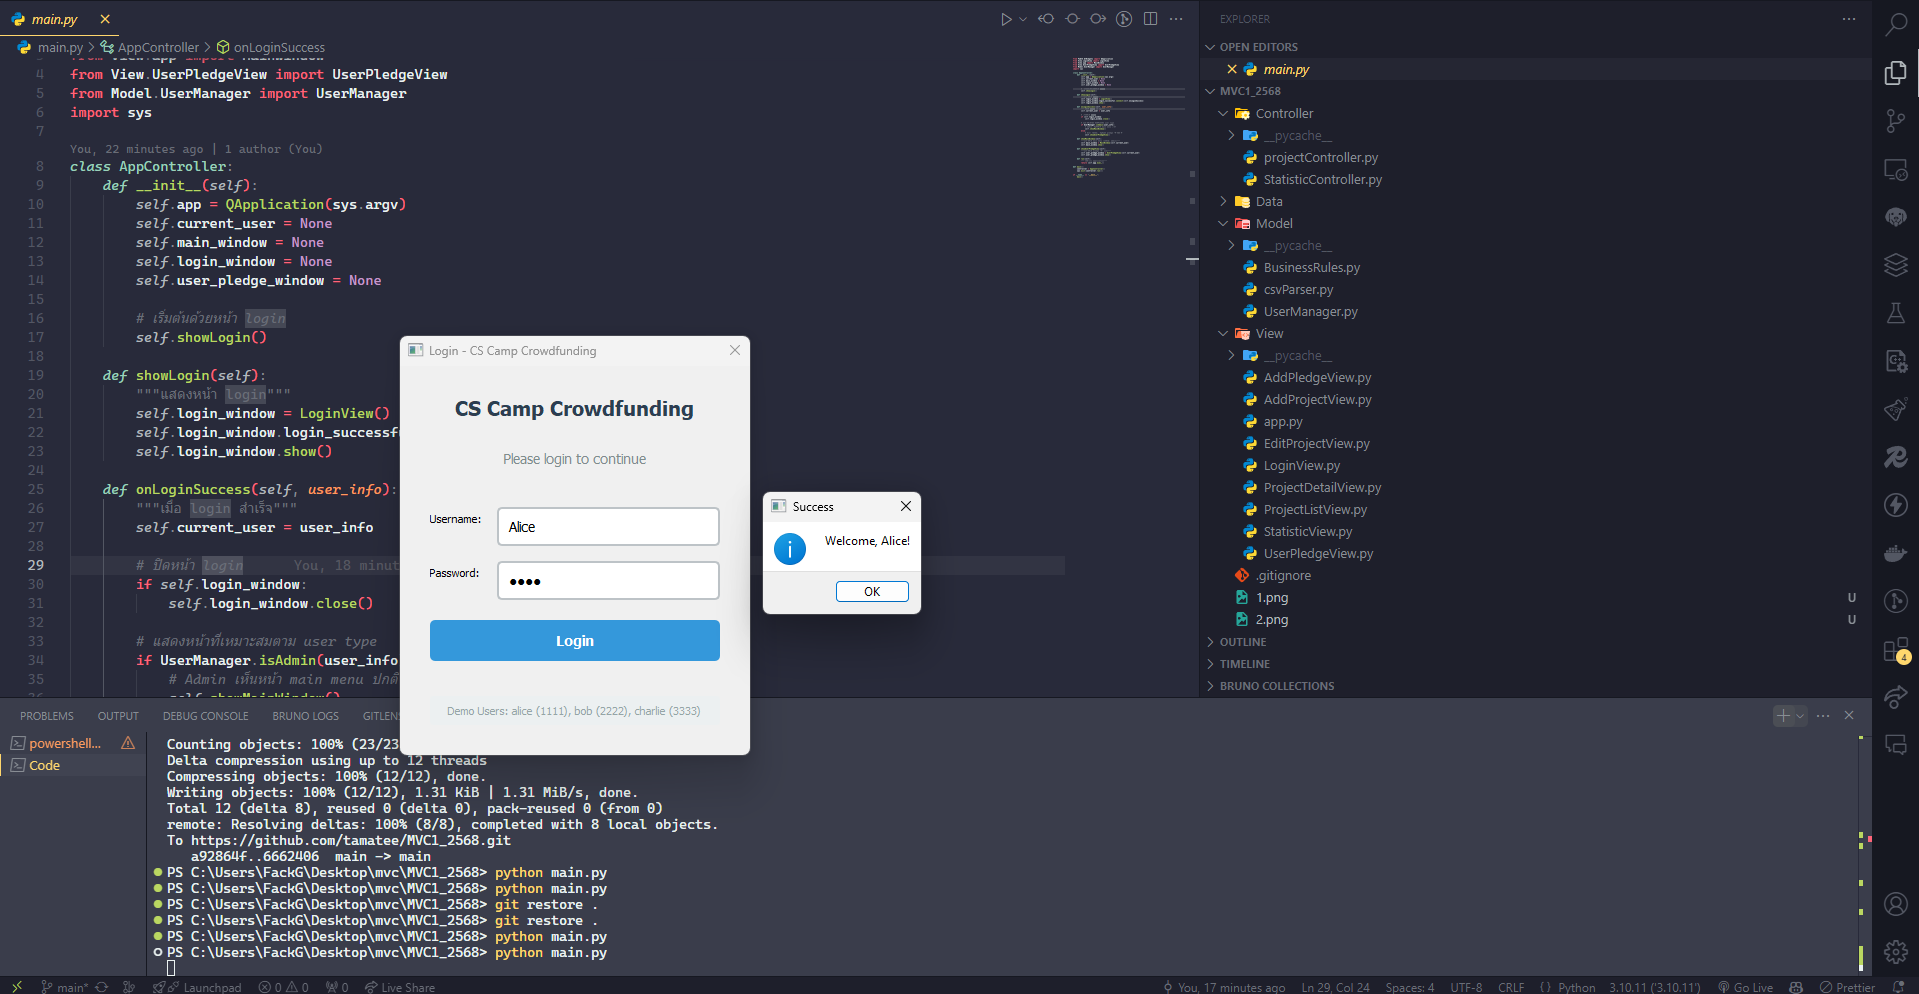 main.py
main.py > AppController > onLoginSuccess
4 from View.UserPledgeView import UserPledgeView
5 from Model.UserManager import UserManager
6 import sys
7
You, 22 minutes ago | 1 author (You)
8 class AppController:
9 def __init__(self):
10 self.app = QApplication(sys.argv)
11 self.current_user = None
12 self.main_window = None
13 self.login_window = None
14 self.user_pledge_window = None
15
16 # เริ่มต้นด้วยหน้า login
17 self.showLogin()
18
19 def showLogin(self):
20 """แสดงหน้า login"""
21 self.login_window = LoginView()
22 self.login_window.login_successf
23 self.login_window.show()
24
25 def onLoginSuccess(self, user_info):
26 """เมื่อ login สำเร็จ"""
27 self.current_user = user_info
28
29 # ปิดหน้า login You, 18 minut
30 if self.login_window:
31 self.login_window.close()
32
33 # แสดงหน้าที่เหมาะสมตาม user type
34 if UserManager.isAdmin(user_info
35 # Admin เห็นหน้า main menu ปกติ
Login - CS Camp Crowdfunding
CS Camp Crowdfunding
Please login to continue
Username: Alice
Password: ••••
Login
Demo Users: alice (1111), bob (2222), charlie (3333)
Success
Welcome, Alice!
OK
EXPLORER
OPEN EDITORS
main.py
MVC1_2568
Controller
__pycache__
projectController.py
StatisticController.py
Data
Model
__pycache__
BusinessRules.py
csvParser.py
UserManager.py
View
__pycache__
AddPledgeView.py
AddProjectView.py
app.py
EditProjectView.py
LoginView.py
ProjectDetailView.py
ProjectListView.py
StatisticView.py
UserPledgeView.py
.gitignore
1.png U
2.png U
OUTLINE
TIMELINE
BRUNO COLLECTIONS
4
PROBLEMS OUTPUT DEBUG CONSOLE BRUNO LOGS GITLENS
powershell...
Code
Counting objects: 100% (23/23
Delta compression using up to 12 threads
Compressing objects: 100% (12/12), done.
Writing objects: 100% (12/12), 1.31 KiB | 1.31 MiB/s, done.
Total 12 (delta 8), reused 0 (delta 0), pack-reused 0 (from 0)
remote: Resolving deltas: 100% (8/8), completed with 8 local objects.
To https://github.com/tamatee/MVC1_2568.git
a92864f..6662406 main -> main
PS C:\Users\FackG\Desktop\mvc\MVC1_2568> python main.py
PS C:\Users\FackG\Desktop\mvc\MVC1_2568> python main.py
PS C:\Users\FackG\Desktop\mvc\MVC1_2568> git restore .
PS C:\Users\FackG\Desktop\mvc\MVC1_2568> git restore .
PS C:\Users\FackG\Desktop\mvc\MVC1_2568> python main.py
PS C:\Users\FackG\Desktop\mvc\MVC1_2568> python main.py
main* Launchpad 0 0 0 Live Share You, 17 minutes ago Ln 29, Col 24 Spaces: 4 UTF-8 CRLF {} Python 3.10.11 ('3.10.11') Go Live Prettier